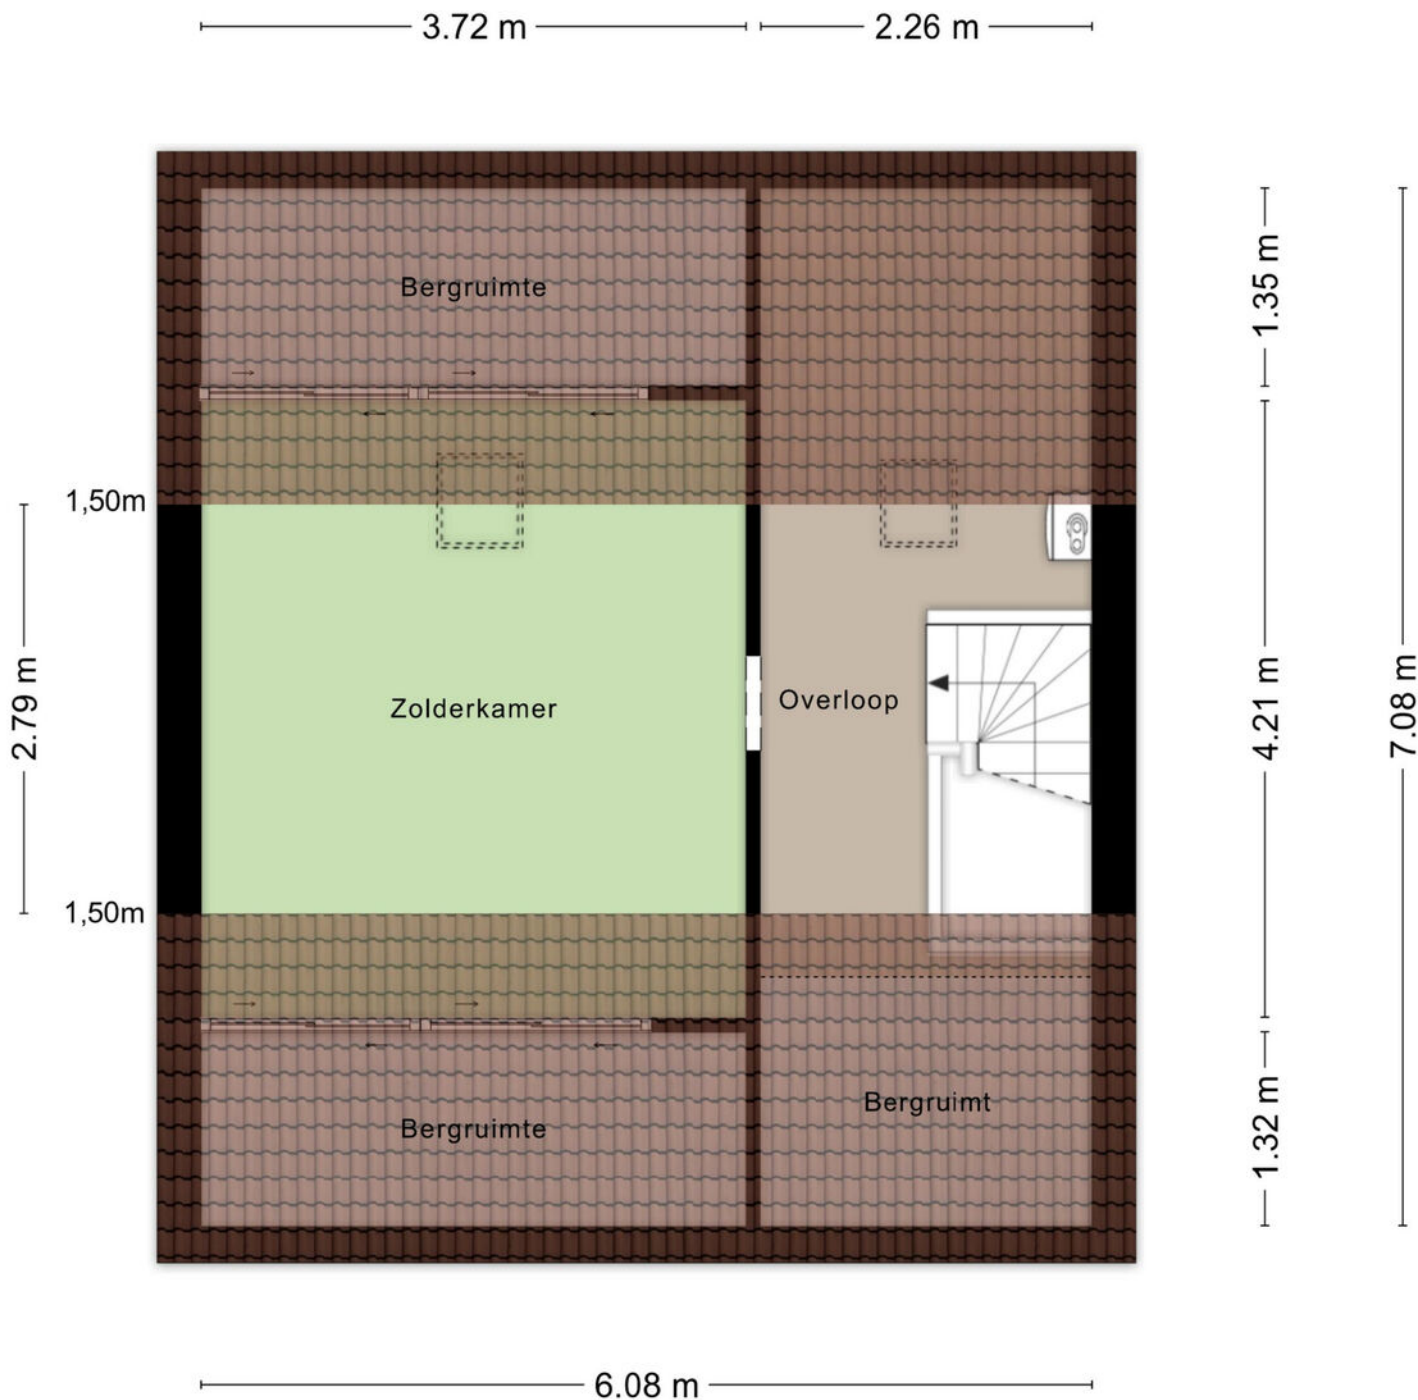 3.72 m
2.26 m
Bergruimte
1.35 m
1,50m
2.79 m
Zolderkamer
Overloop
4.21 m
7.08 m
1,50m
Bergruimte
Bergruimt
1.32 m
6.08 m